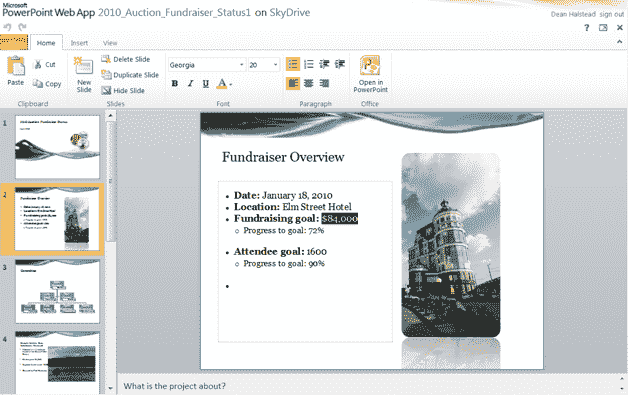 Microsoft
PowerPoint Web App 2010_Auction_Fundraiser_Status1 on SkyDrive
Dean Halstead sign out
Home Insert View
Paste
Cut
Copy
Clipboard
New Slide
Delete Slide
Duplicate Slide
Hide Slide
Slides
Georgia 20
B I U A
Font
Paragraph
Open in PowerPoint
Office
1
2
Fundraiser Overview
3
4
Fundraiser Overview
Date: January 18, 2010
Location: Elm Street Hotel
Fundraising goal: $84,000
Progress to goal: 72%
Attendee goal: 1600
Progress to goal: 90%
What is the project about?